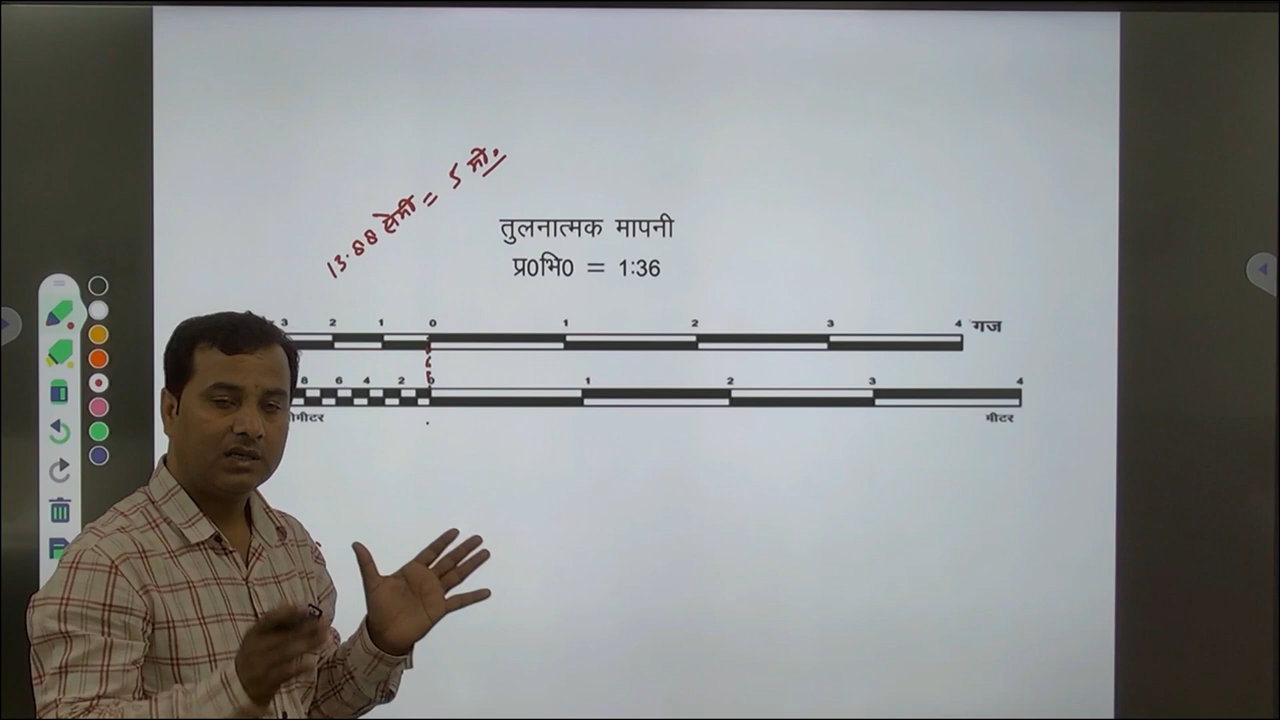 13.88 सेमी = 5 मी.
तुलनात्मक मापनी
प्र0भि0 = 1:36
3 2 1 0 1 2 3 4 गज
8 6 4 2 0 1 2 3 4
मीटर